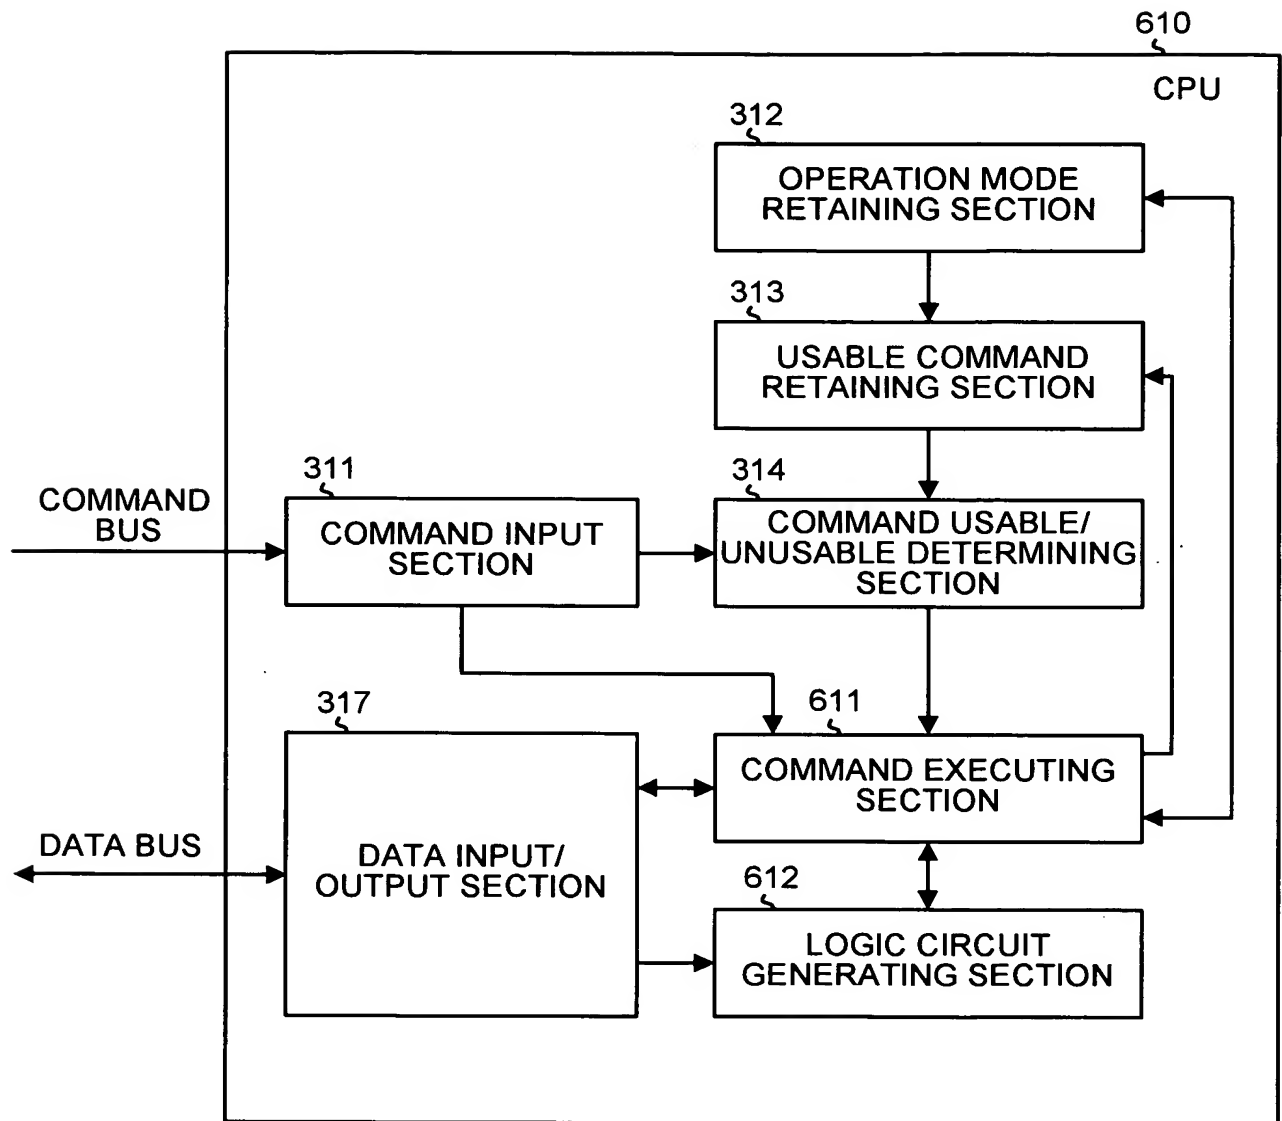 610
CPU
312
OPERATION MODE
RETAINING SECTION
313
USABLE COMMAND
RETAINING SECTION
311
314
COMMAND
BUS
COMMAND INPUT
SECTION
COMMAND USABLE/
UNUSABLE DETERMINING
SECTION
317
611
COMMAND EXECUTING
SECTION
DATA BUS
DATA INPUT/
OUTPUT SECTION
612
LOGIC CIRCUIT
GENERATING SECTION